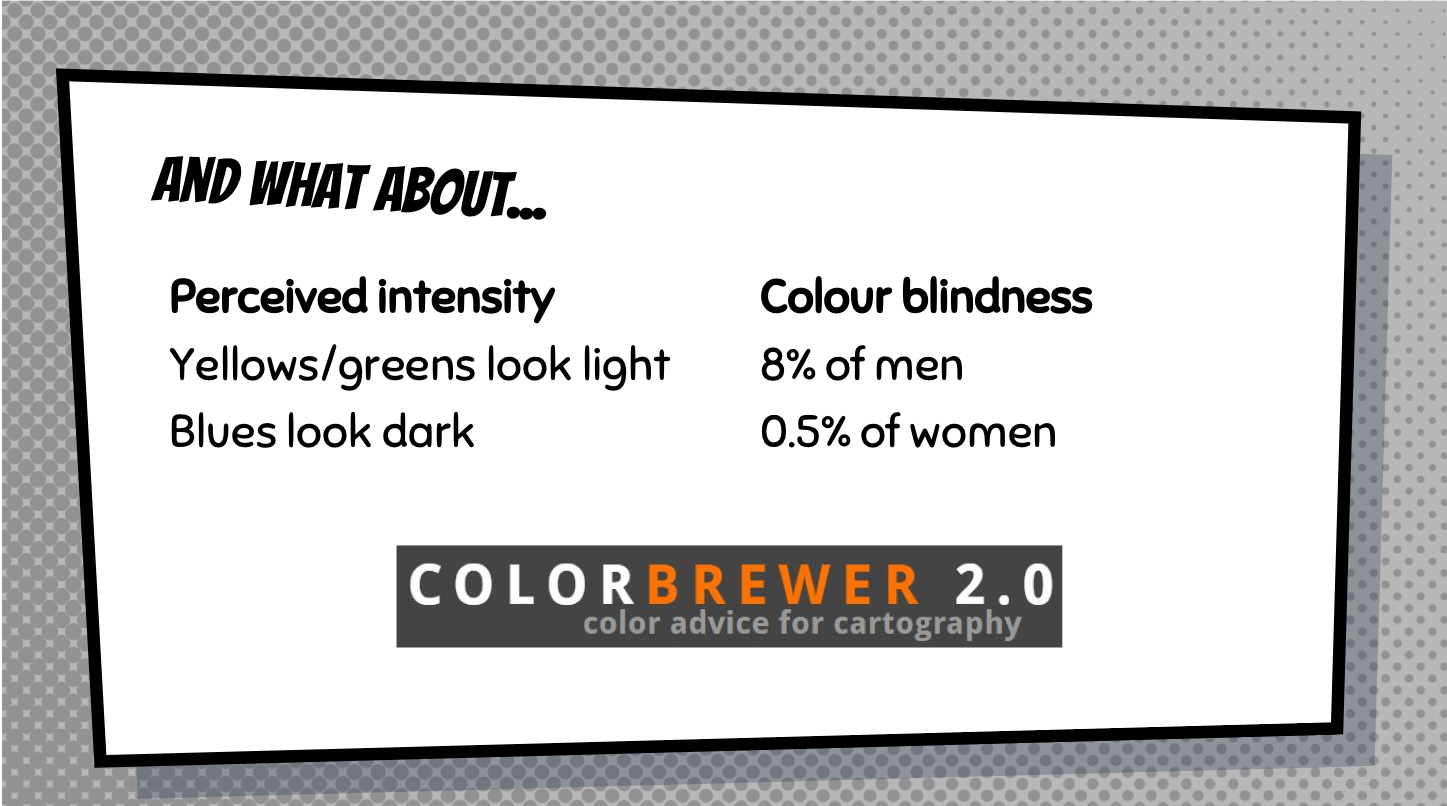 AND WHAT ABOUT...
Perceived intensity
Yellows/greens look light
Blues look dark
Colour blindness
8% of men
0.5% of women
COLORBREWER 2.0
color advice for cartography